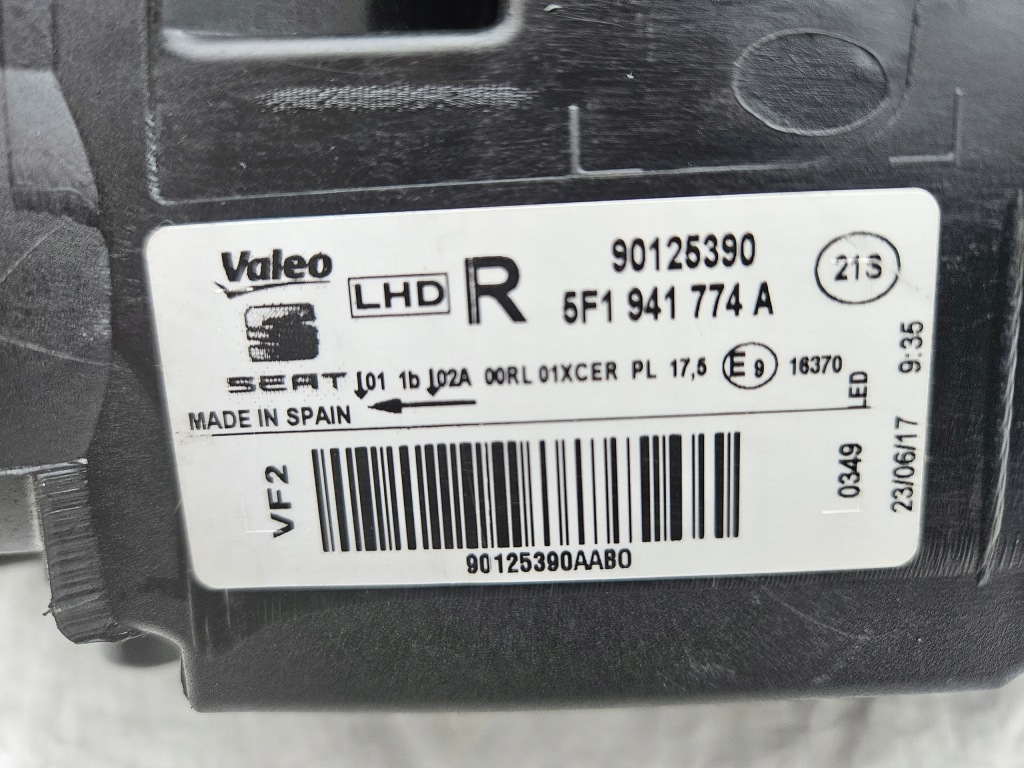 Valeo
LHD R
90125390
5F1 941 774 A
21S
SEAT
01 1b 02A 00RL 01XCER PL 17,5 E9 16370
LED
MADE IN SPAIN
VF2
90125390AAB0
0349
23/06/17 9:35